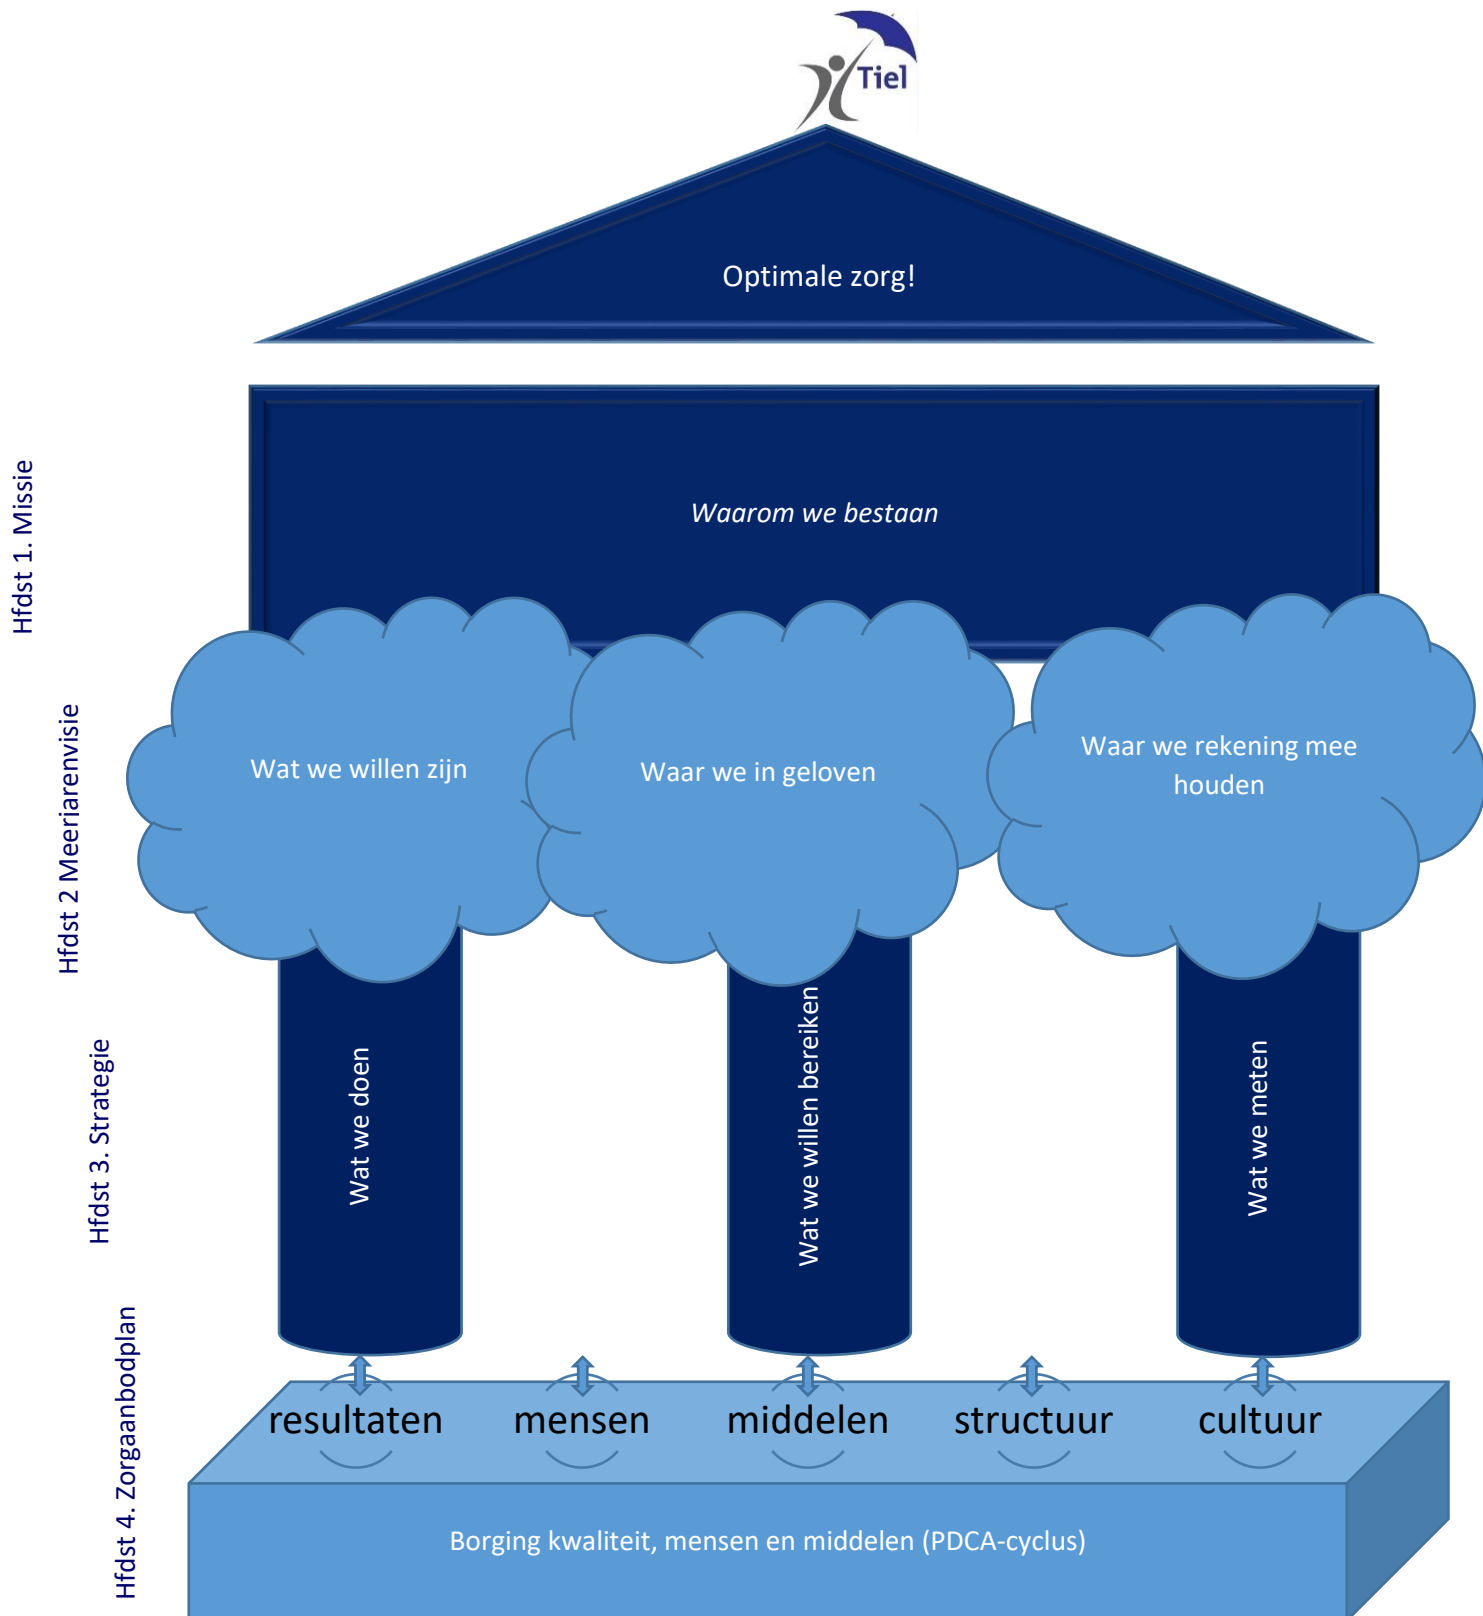 Tiel
Optimale zorg!
Hfdst 1. Missie
Waarom we bestaan
Hfdst 2 Meerjarenvisie
Wat we willen zijn
Waar we in geloven
Waar we rekening mee
houden
Hfdst 3. Strategie
Wat we doen
Wat we willen bereiken
Wat we meten
Hfdst 4. Zorgaanbodplan
resultaten
mensen
middelen
structuur
cultuur
Borging kwaliteit, mensen en middelen (PDCA-cyclus)